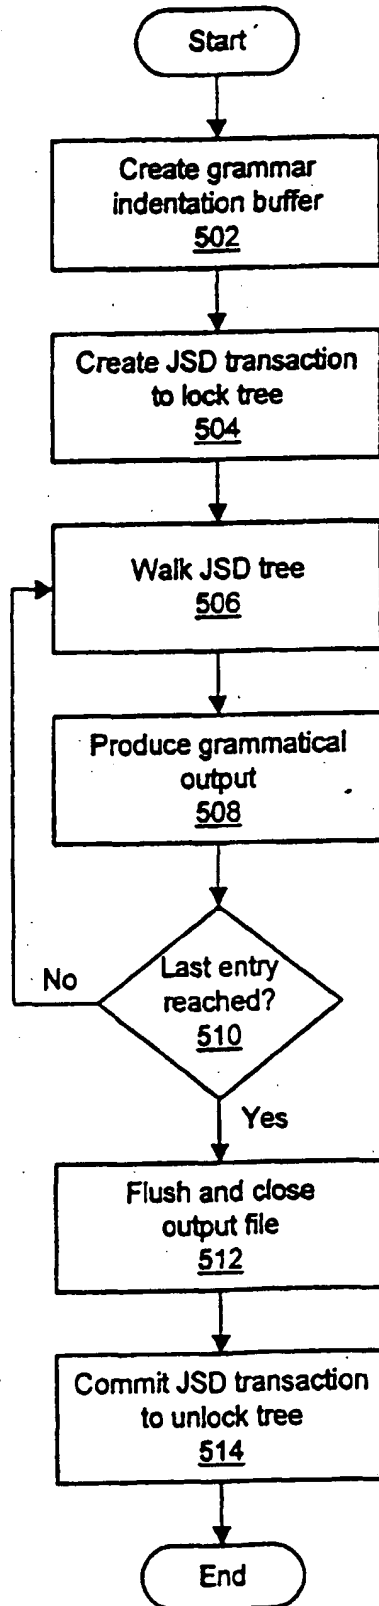 Start
Create grammar
indentation buffer
502
Create JSD transaction
to lock tree
504
Walk JSD tree
506
Produce grammatical
output
508
No
Last entry
reached?
510
Yes
Flush and close
output file
512
Commit JSD transaction
to unlock tree
514
End